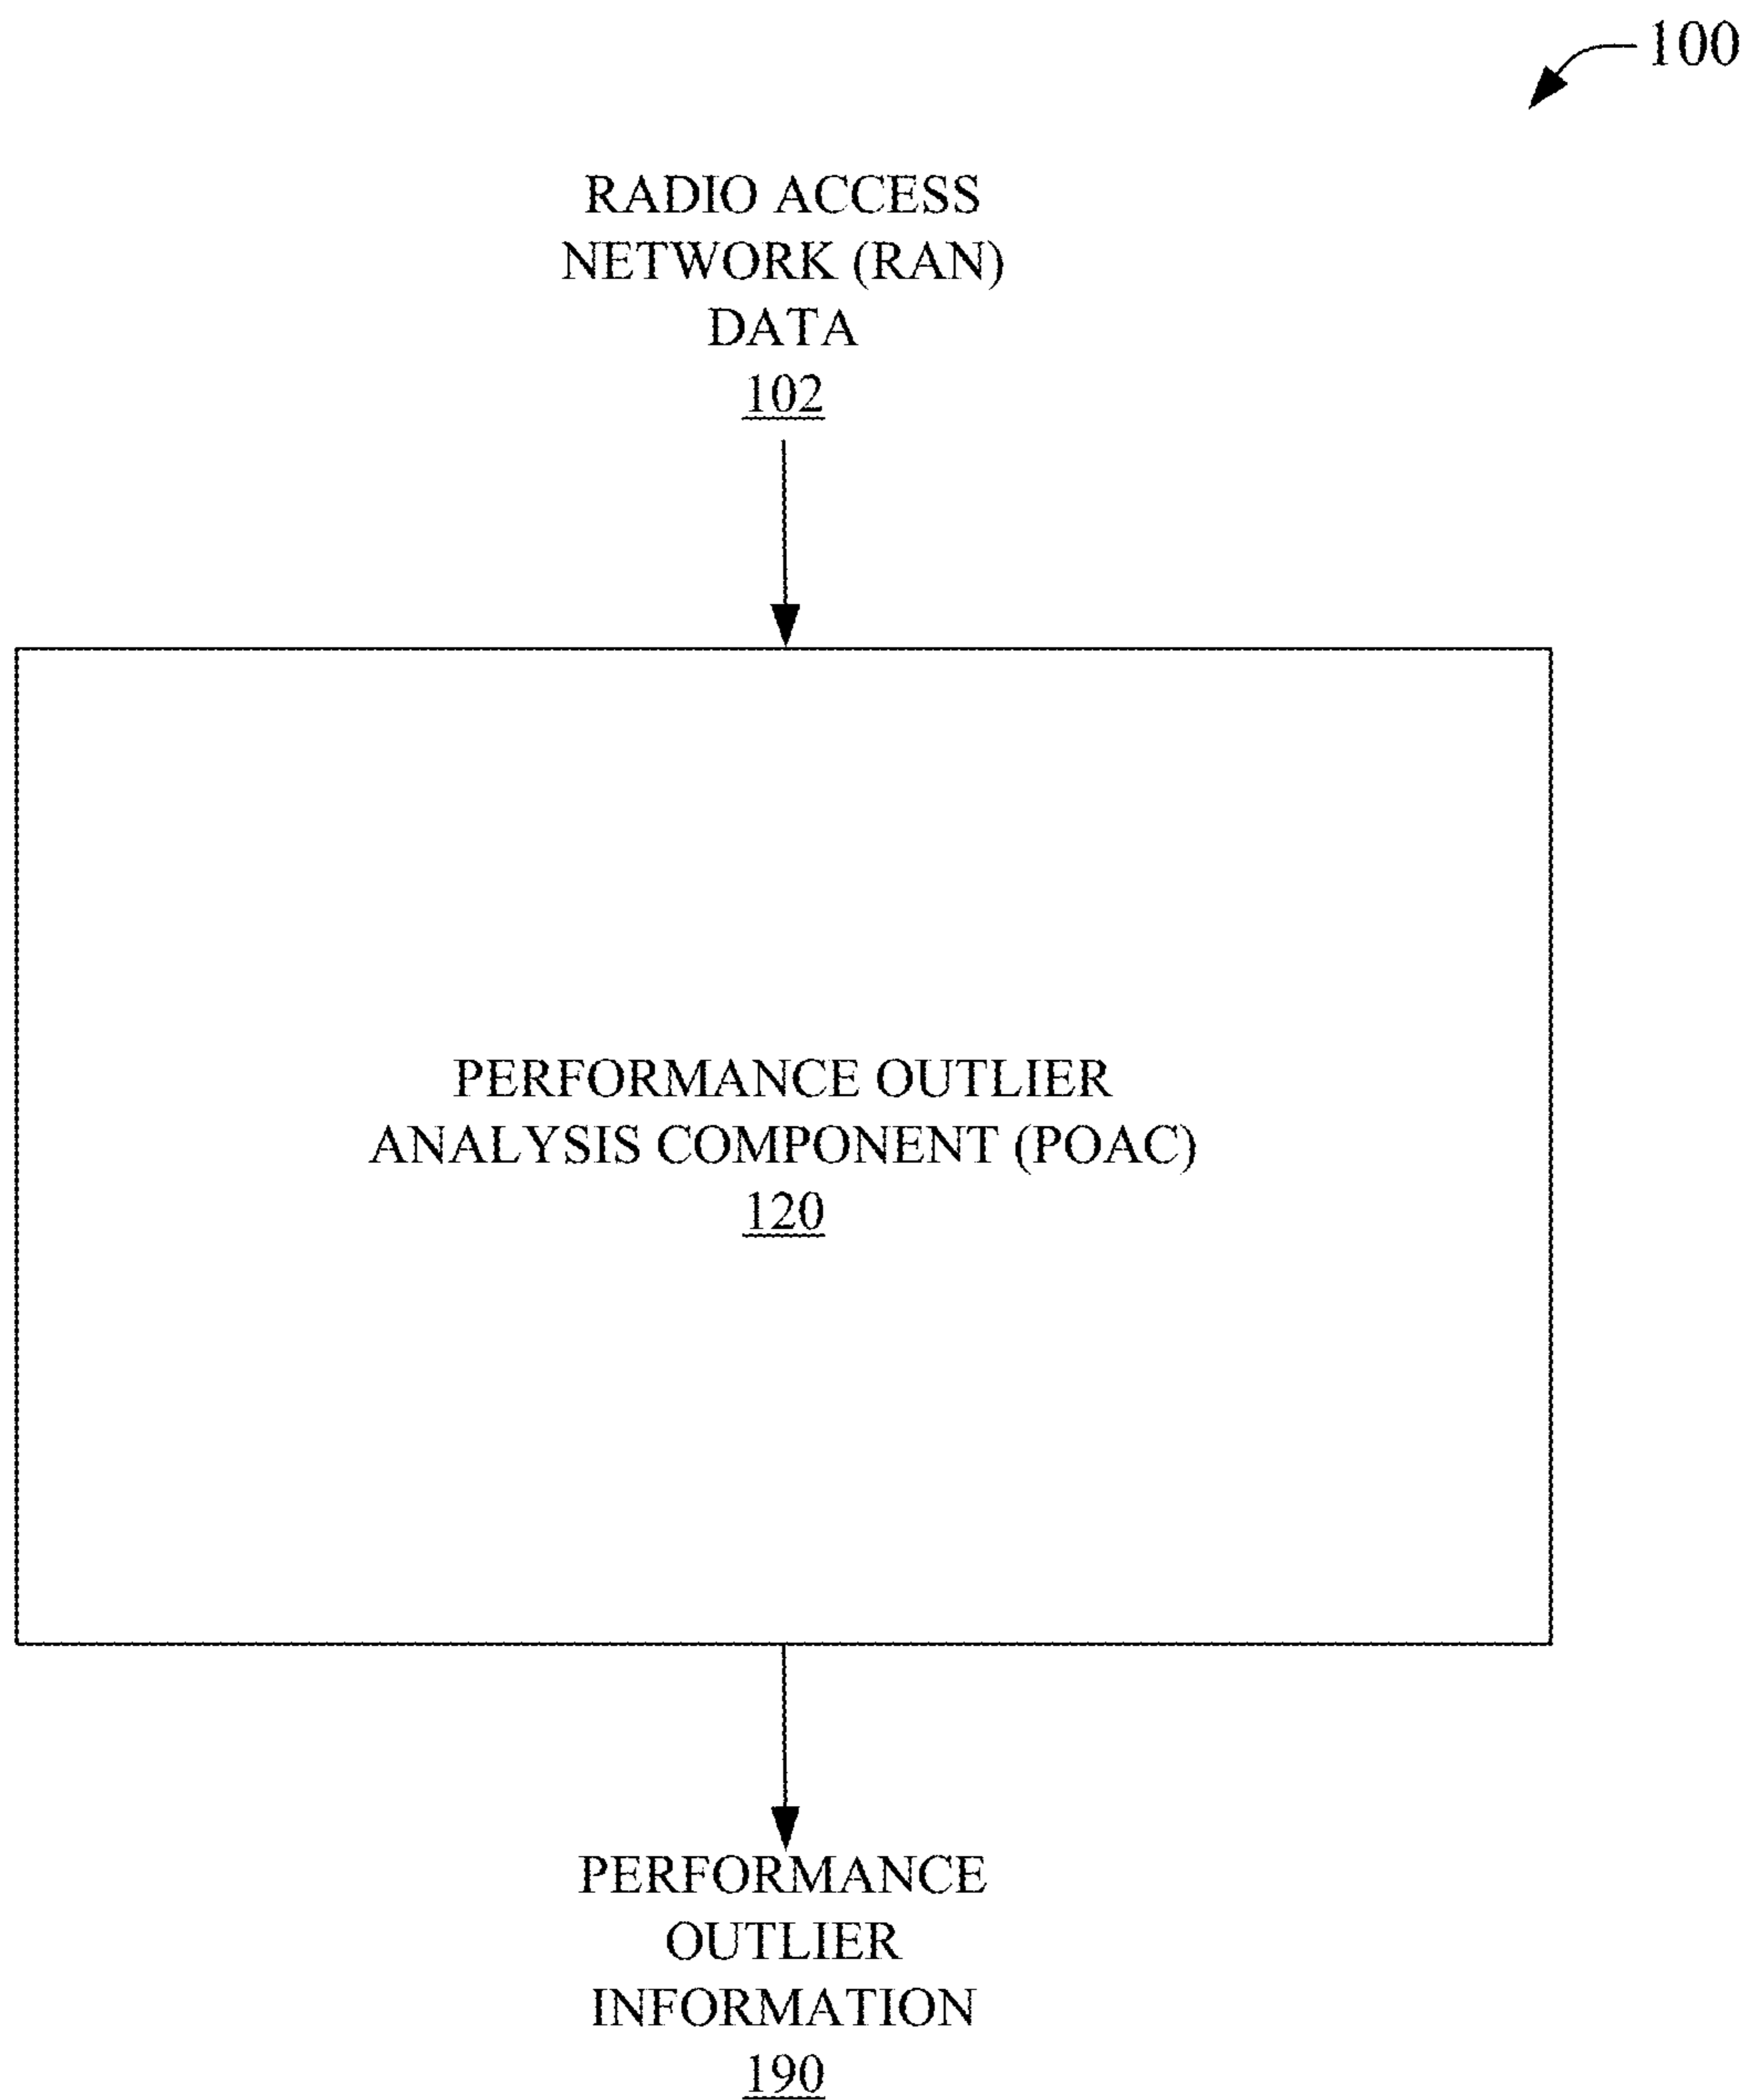 100
RADIO ACCESS
NETWORK (RAN)
DATA
102
PERFORMANCE OUTLIER
ANALYSIS COMPONENT (POAC)
120
PERFORMANCE
OUTLIER
INFORMATION
190